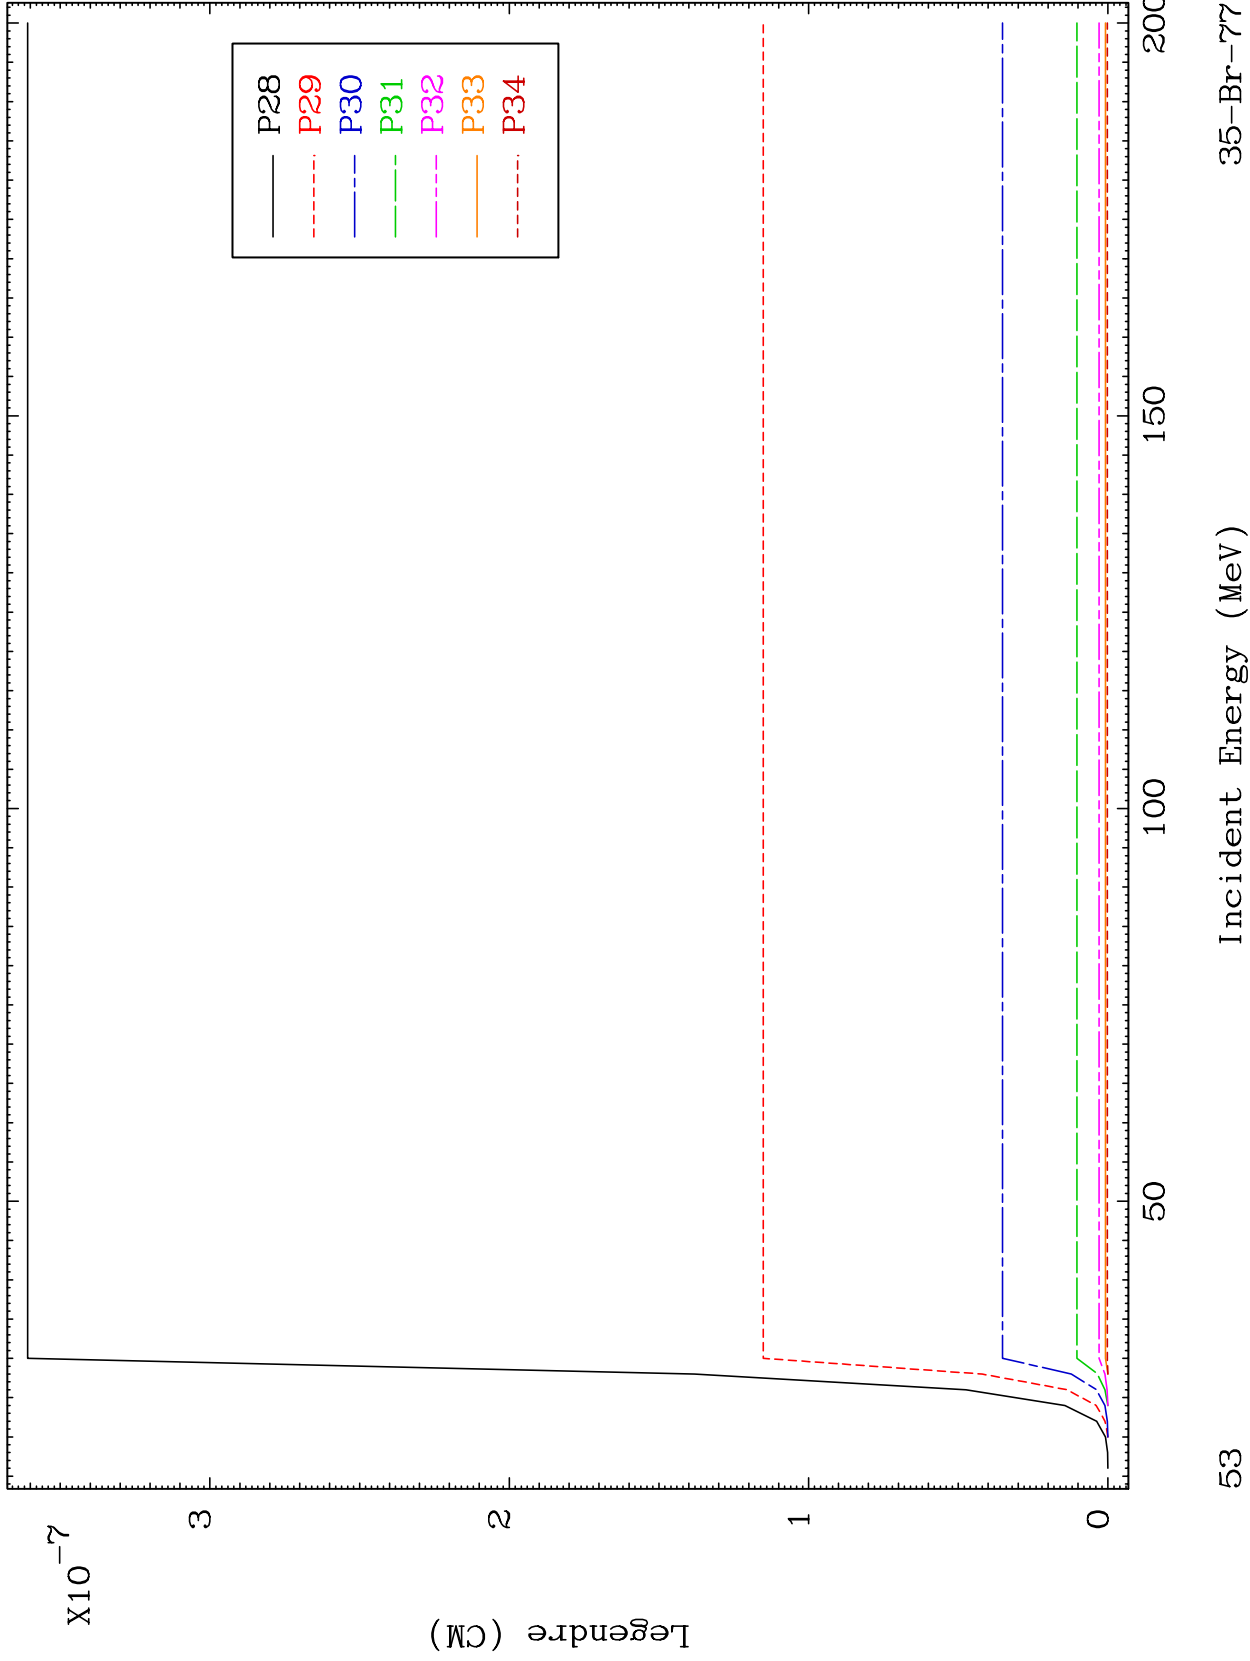 X10-7
3
2
1
0
Legendre (CM)
P28
P29
P30
P31
P32
P33
P34
50
100
150
200
Incident Energy (MeV)
53
35-Br-77